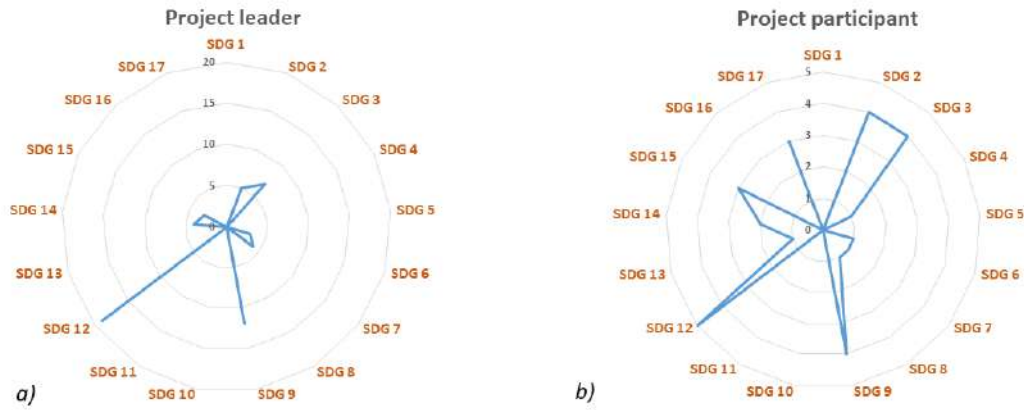 Project leader
SDG 1
SDG 2
SDG 3
SDG 4
SDG 5
SDG 6
SDG 7
SDG 8
SDG 9
SDG 10
SDG 11
SDG 12
SDG 13
SDG 14
SDG 15
SDG 16
SDG 17
20
15
10
5
0
a)
Project participant
SDG 1
SDG 2
SDG 3
SDG 4
SDG 5
SDG 6
SDG 7
SDG 8
SDG 9
SDG 10
SDG 11
SDG 12
SDG 13
SDG 14
SDG 15
SDG 16
SDG 17
5
4
3
2
1
0
b)